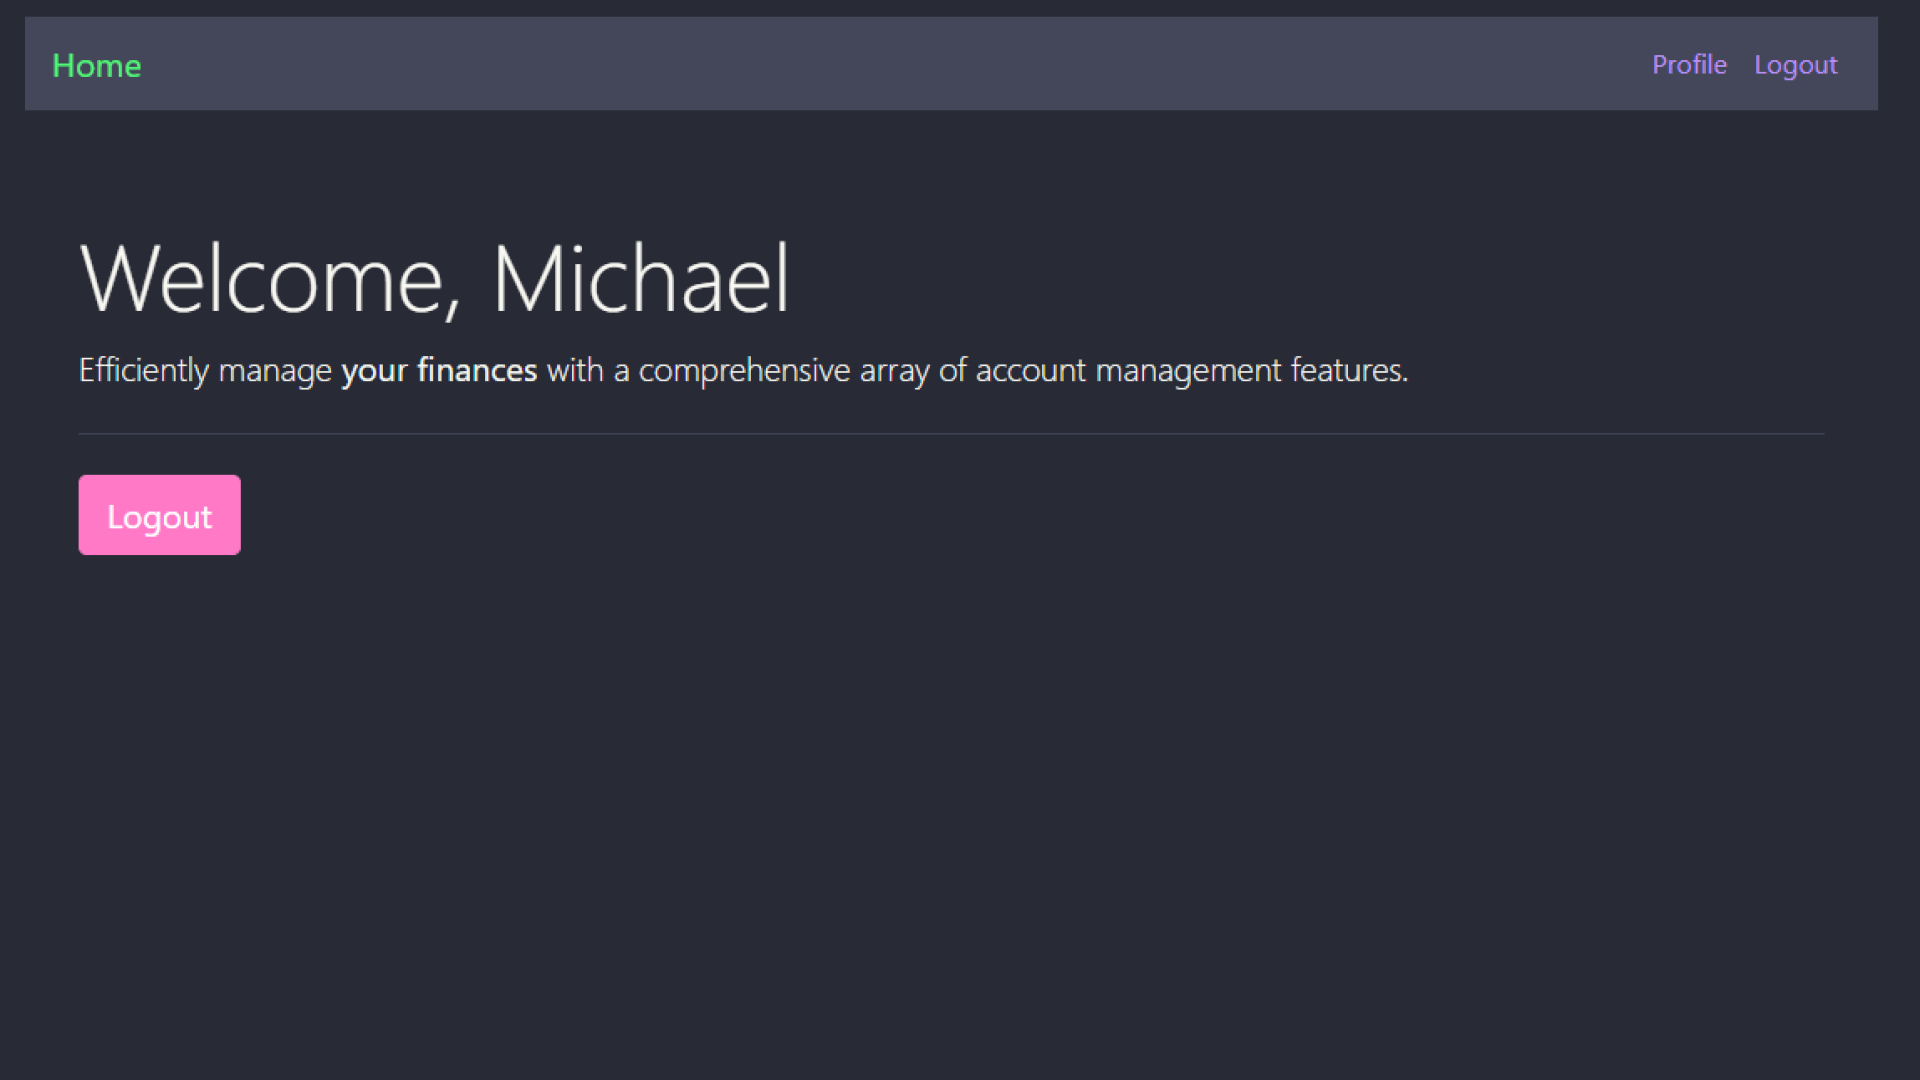 Home
Profile Logout
Welcome, Michael
Efficiently manage your finances with a comprehensive array of account management features.
Logout